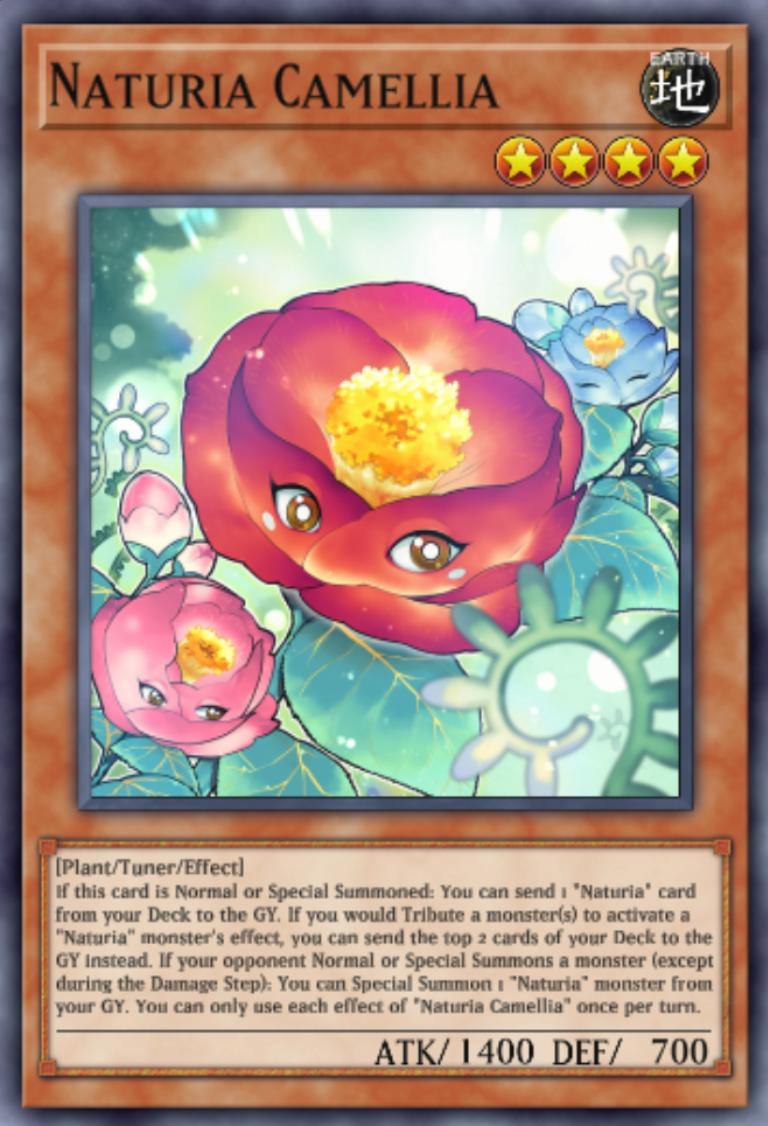 NATURIA CAMELLIA
EARTH
地
[Plant/Tuner/Effect]
If this card is Normal or Special Summoned: You can send 1 "Naturia" card
from your Deck to the GY. If you would Tribute a monster(s) to activate a
"Naturia" monster's effect, you can send the top 2 cards of your Deck to the
GY instead. If your opponent Normal or Special Summons a monster (except
during the Damage Step): You can Special Summon 1 "Naturia" monster from
your GY. You can only use each effect of "Naturia Camellia" once per turn.
ATK/ 1400 DEF/ 700